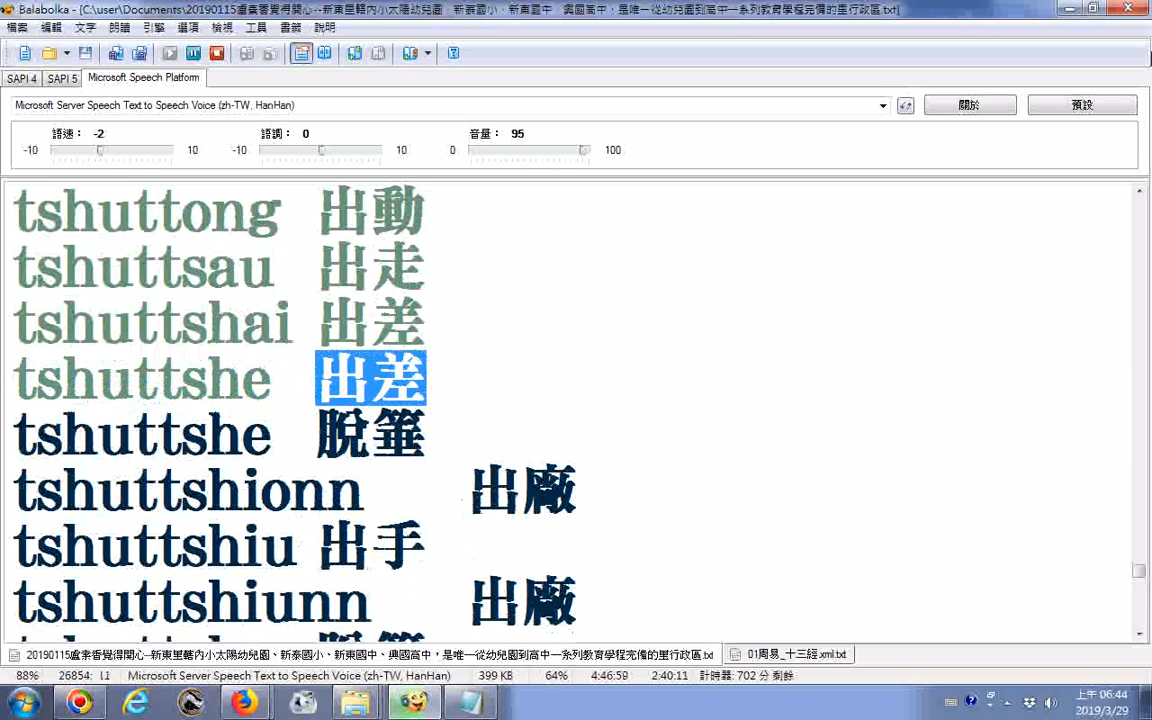 Balabolka - [C:\user\Documents\20190115盧素香覺得開心--新東里轄內小太陽幼兒園、新泰國小、新東國中、興國高中，是唯一從幼兒園到高中一系列教育學程完備的里行政區.txt]
檔案 編輯 文字 朗讀 引擎 選項 檢視 工具 書籤 說明
SAPI 4 SAPI 5 Microsoft Speech Platform
Microsoft Server Speech Text to Speech Voice (zh-TW, HanHan) 關於 預設
語速： -2 語調： 0 音量： 95
-10 10 -10 10 0 100
tshuttong 出動
tshuttsau 出走
tshuttshai 出差
tshuttshe 出差
tshuttshe 脫箠
tshuttshionn 出廠
tshuttshiu 出手
tshuttshiunn 出廠
20190115盧素香覺得開心--新東里轄內小太陽幼兒園、新泰國小、新東國中、興國高中，是唯一從幼兒園到高中一系列教育學程完備的里行政區.txt 01周易_十三經.xml.txt
88% 26854: 11 Microsoft Server Speech Text to Speech Voice (zh-TW, HanHan) 399 KB 64% 4:46:59 2:40:11 計時器: 702 分 剩餘
上午 06:44
2019/3/29